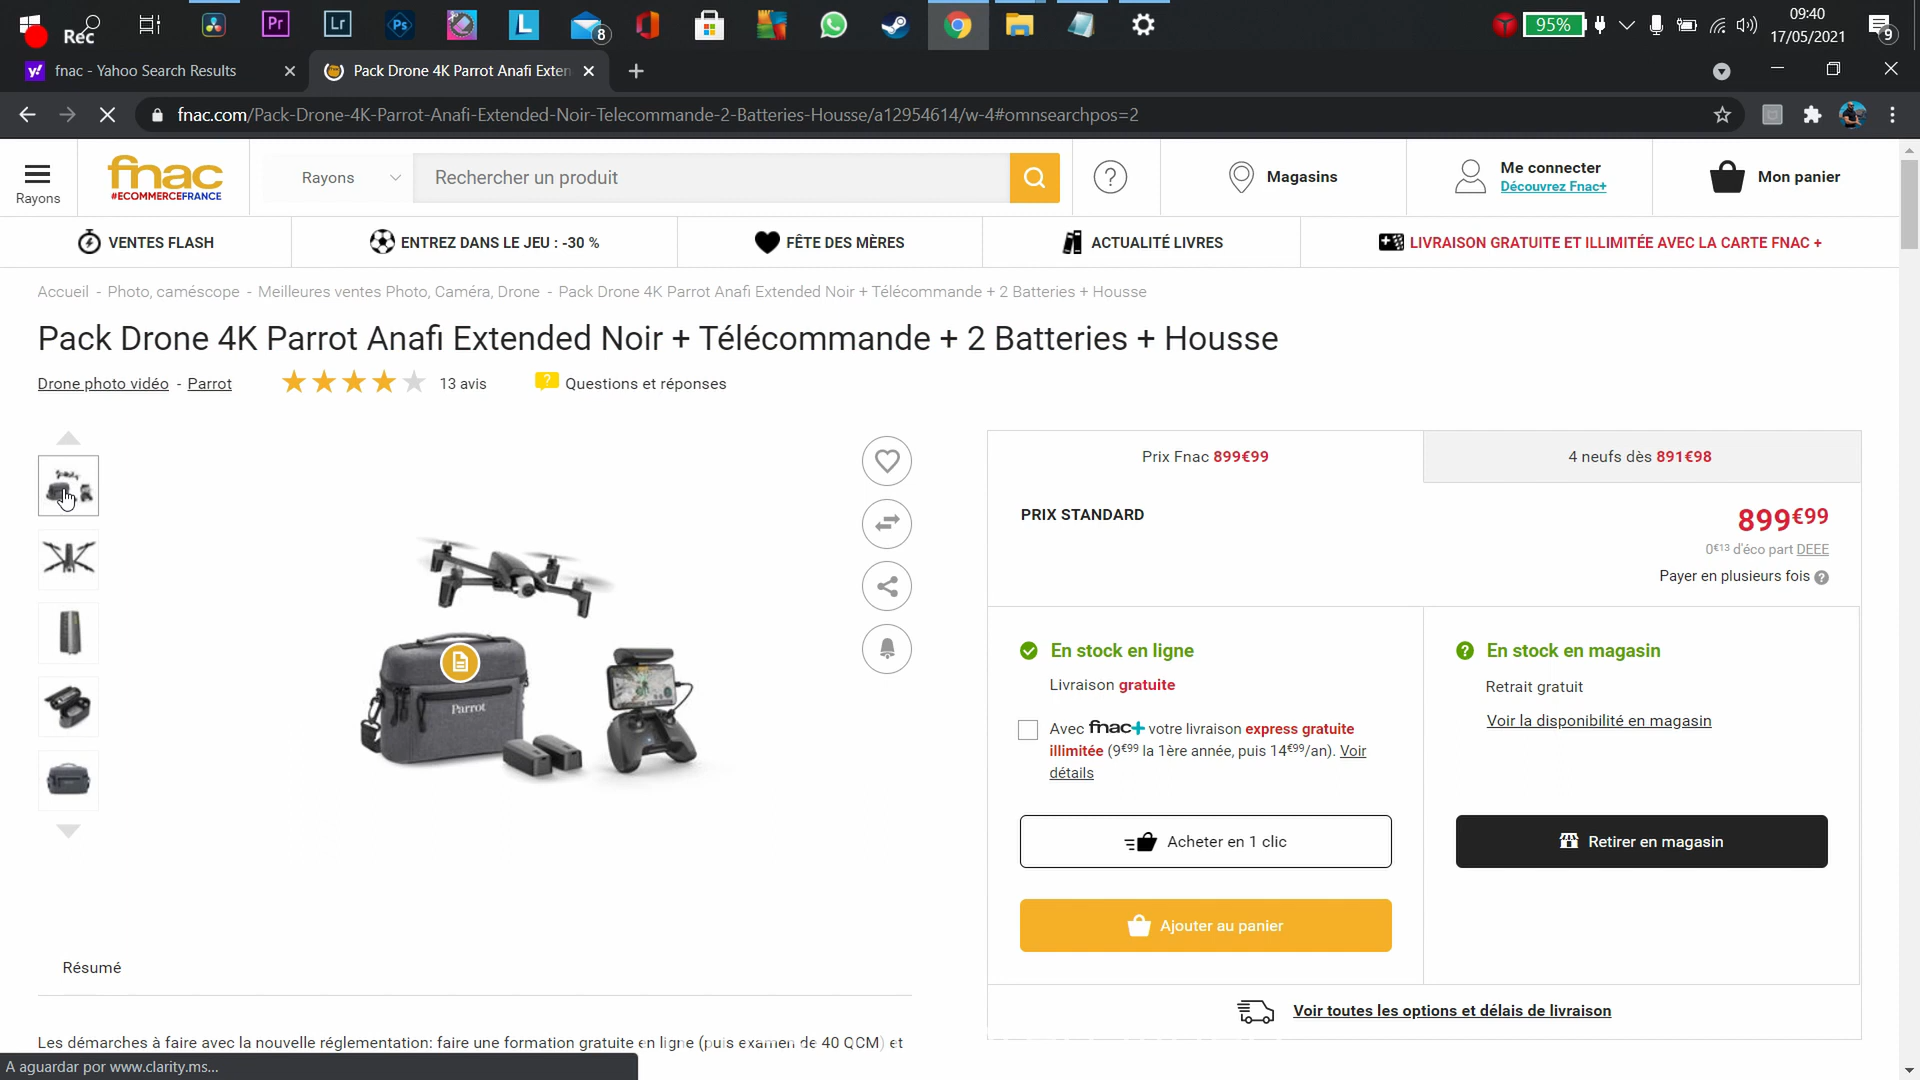 Rec
8
95%
09:40
17/05/2021
9
fnac - Yahoo Search Results
Pack Drone 4K Parrot Anafi Exten
fnac.com/Pack-Drone-4K-Parrot-Anafi-Extended-Noir-Telecommande-2-Batteries-Housse/a12954614/w-4#omnsearchpos=2
Rayons
fnac
#ECOMMERCEFRANCE
Rayons
Rechercher un produit
Magasins
Me connecter
Découvrez Fnac+
Mon panier
VENTES FLASH
ENTREZ DANS LE JEU : -30 %
FÊTE DES MÈRES
ACTUALITÉ LIVRES
LIVRAISON GRATUITE ET ILLIMITÉE AVEC LA CARTE FNAC +
Accueil - Photo, caméscope - Meilleures ventes Photo, Caméra, Drone - Pack Drone 4K Parrot Anafi Extended Noir + Télécommande + 2 Batteries + Housse
Pack Drone 4K Parrot Anafi Extended Noir + Télécommande + 2 Batteries + Housse
Drone photo vidéo - Parrot
13 avis
Questions et réponses
Parrot
Prix Fnac 899€99
4 neufs dès 891€98
PRIX STANDARD
899€99
0€13 d'éco part DEEE
Payer en plusieurs fois ?
En stock en ligne
Livraison gratuite
Avec fnac+ votre livraison express gratuite
illimitée (9€99 la 1ère année, puis 14€99/an). Voir
détails
Acheter en 1 clic
Ajouter au panier
En stock en magasin
Retrait gratuit
Voir la disponibilité en magasin
Retirer en magasin
Voir toutes les options et délais de livraison
Résumé
Les démarches à faire avec la nouvelle réglementation: faire une formation gratuite en ligne (puis examen de 40 QCM) et
A aguardar por www.clarity.ms...